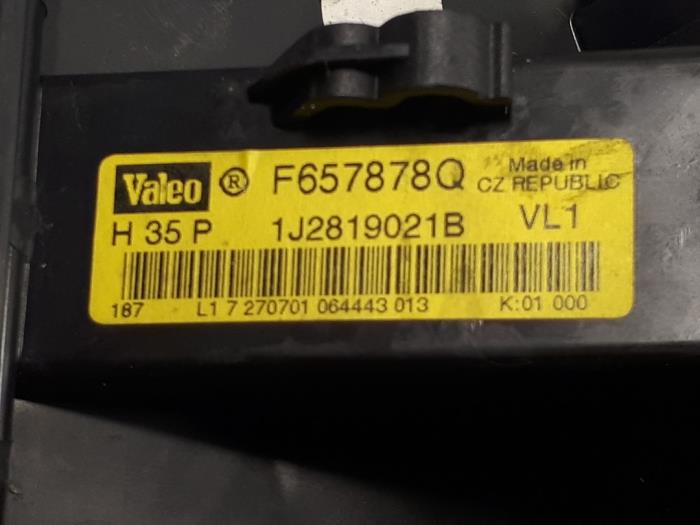 Valeo ® F657878Q Made in
CZ REPUBLIC
H 35 P 1J2819021B VL1
187 L1 7 270701 064443 013 K:01 000